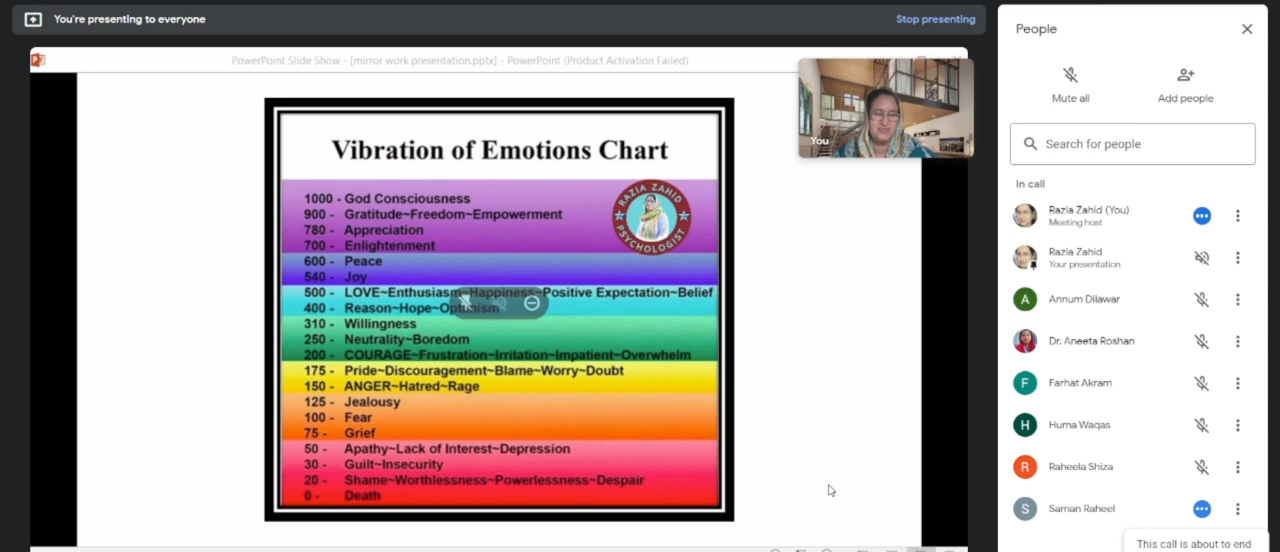 You're presenting to everyone
Stop presenting
PowerPoint Slide Show - [mirror work presentation.pptx] - PowerPoint (Product Activation Failed)
You
Vibration of Emotions Chart
RAZIA ZAHID
PSYCHOLOGIST
1000 - God Consciousness
900 - Gratitude~Freedom~Empowerment
780 - Appreciation
700 - Enlightenment
600 - Peace
540 - Joy
500 - LOVE~Enthusiasm~Happiness~Positive Expectation~Belief
400 - Reason~Hope~Optimism
310 - Willingness
250 - Neutrality~Boredom
200 - COURAGE~Frustration~Irritation~Impatient~Overwhelm
175 - Pride~Discouragement~Blame~Worry~Doubt
150 - ANGER~Hatred~Rage
125 - Jealousy
100 - Fear
75 - Grief
50 - Apathy~Lack of Interest~Depression
30 - Guilt~Insecurity
20 - Shame~Worthlessness~Powerlessness~Despair
0 - Death
People
Mute all
Add people
Search for people
In call
Razia Zahid (You)
Meeting host
Razia Zahid
Your presentation
A
Annum Dilawar
Dr. Aneeta Roshan
F
Farhat Akram
H
Huma Waqas
R
Raheela Shiza
S
Saman Raheel
This call is about to end